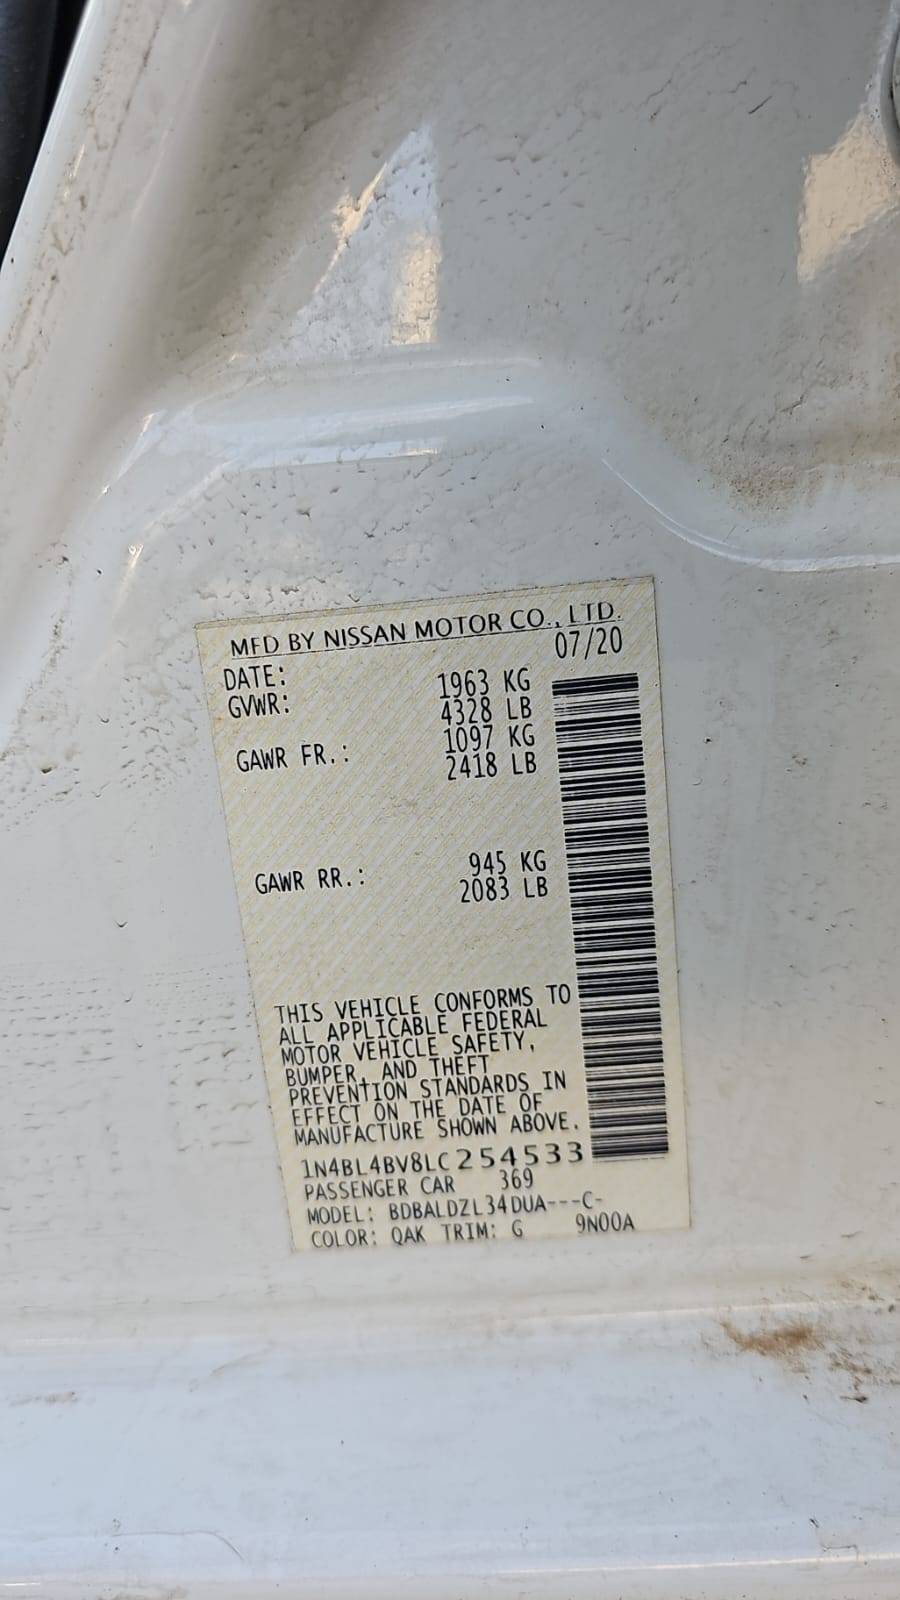 MFD BY NISSAN MOTOR CO., LTD.
DATE: 07/20
GVWR: 1963 KG
4328 LB
GAWR FR.: 1097 KG
2418 LB
GAWR RR.: 945 KG
2083 LB
THIS VEHICLE CONFORMS TO
ALL APPLICABLE FEDERAL
MOTOR VEHICLE SAFETY,
BUMPER, AND THEFT
PREVENTION STANDARDS IN
EFFECT ON THE DATE OF
MANUFACTURE SHOWN ABOVE.
1N4BL4BV8LC254533
PASSENGER CAR 369
MODEL: BDBALDZL34DUA---C-
COLOR: QAK TRIM: G 9N00A